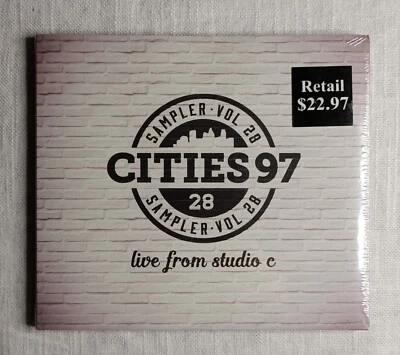 Retail
$22.97
SAMPLER·VOL 28
CITIES 97
28
SAMPLER·VOL 28
live from studio c